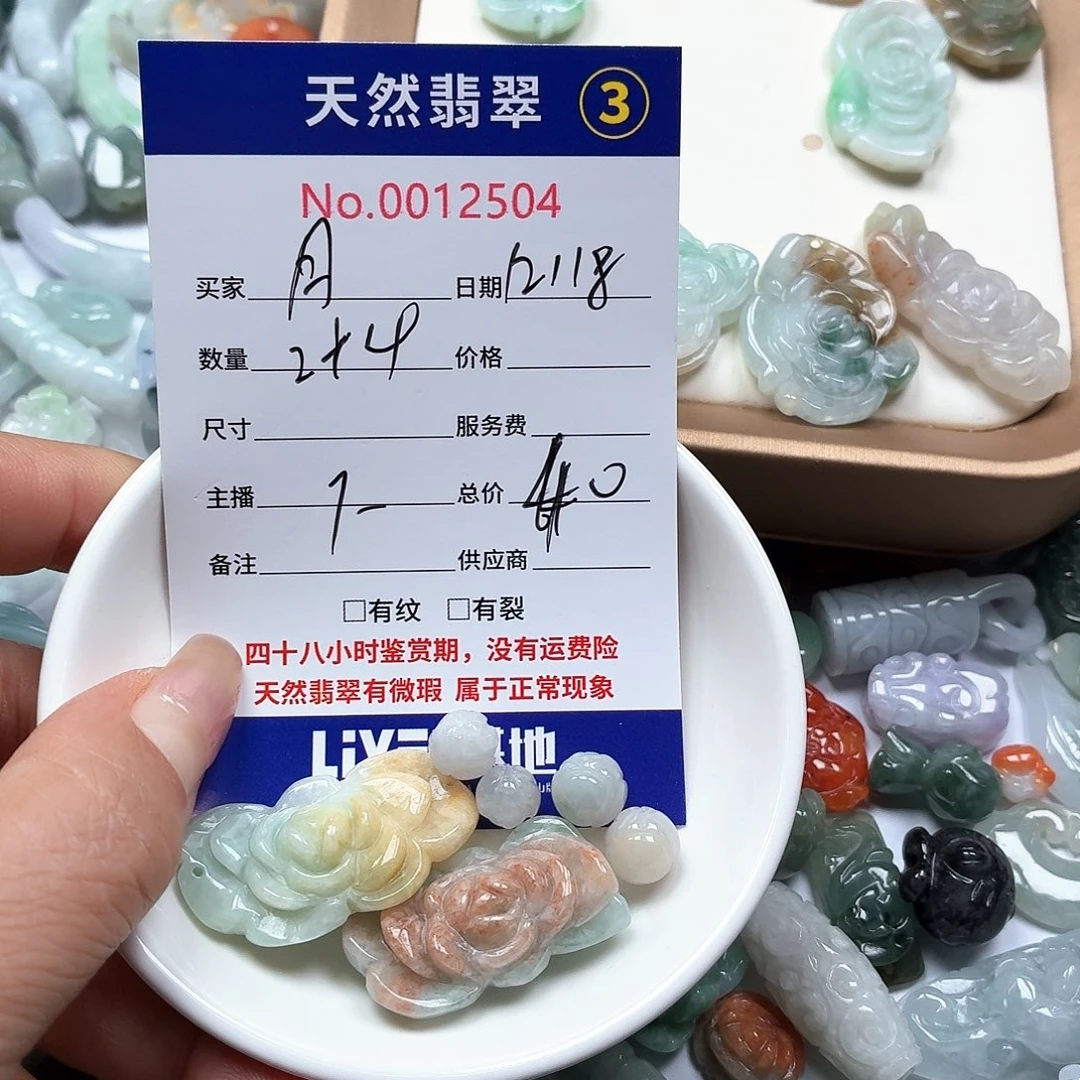 天然翡翠 3
No.0012504
买家 月 日期 12118
数量 2+4 价格
尺寸 服务费
主播 总价
备注 供应商
□有纹 □有裂
四十八小时鉴赏期，没有运费险
天然翡翠有微瑕 属于正常现象
地